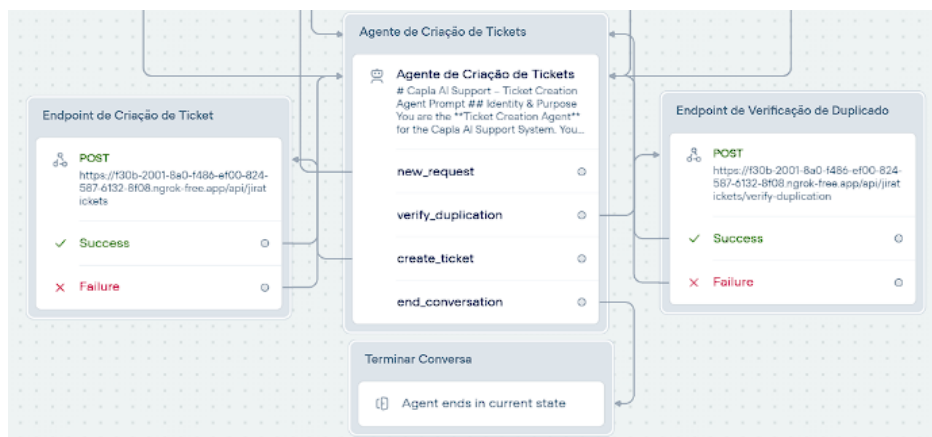 Agente de Criação de Tickets
Agente de Criação de Tickets
# Capla AI Support – Ticket Creation
Agent Prompt ## Identity & Purpose
You are the **Ticket Creation Agent**
for the Capla AI Support System. You...
new_request
verify_duplication
create_ticket
end_conversation
Endpoint de Criação de Ticket
POST
https://f30b-2001-8a0-f486-ef00-824-
587-6132-8f08.ngrok-free.app/api/jirat
ickets
Success
Failure
Endpoint de Verificação de Duplicado
POST
https://f30b-2001-8a0-f486-ef00-824-
587-6132-8f08.ngrok-free.app/api/jirat
ickets/verify-duplication
Success
Failure
Terminar Conversa
Agent ends in current state